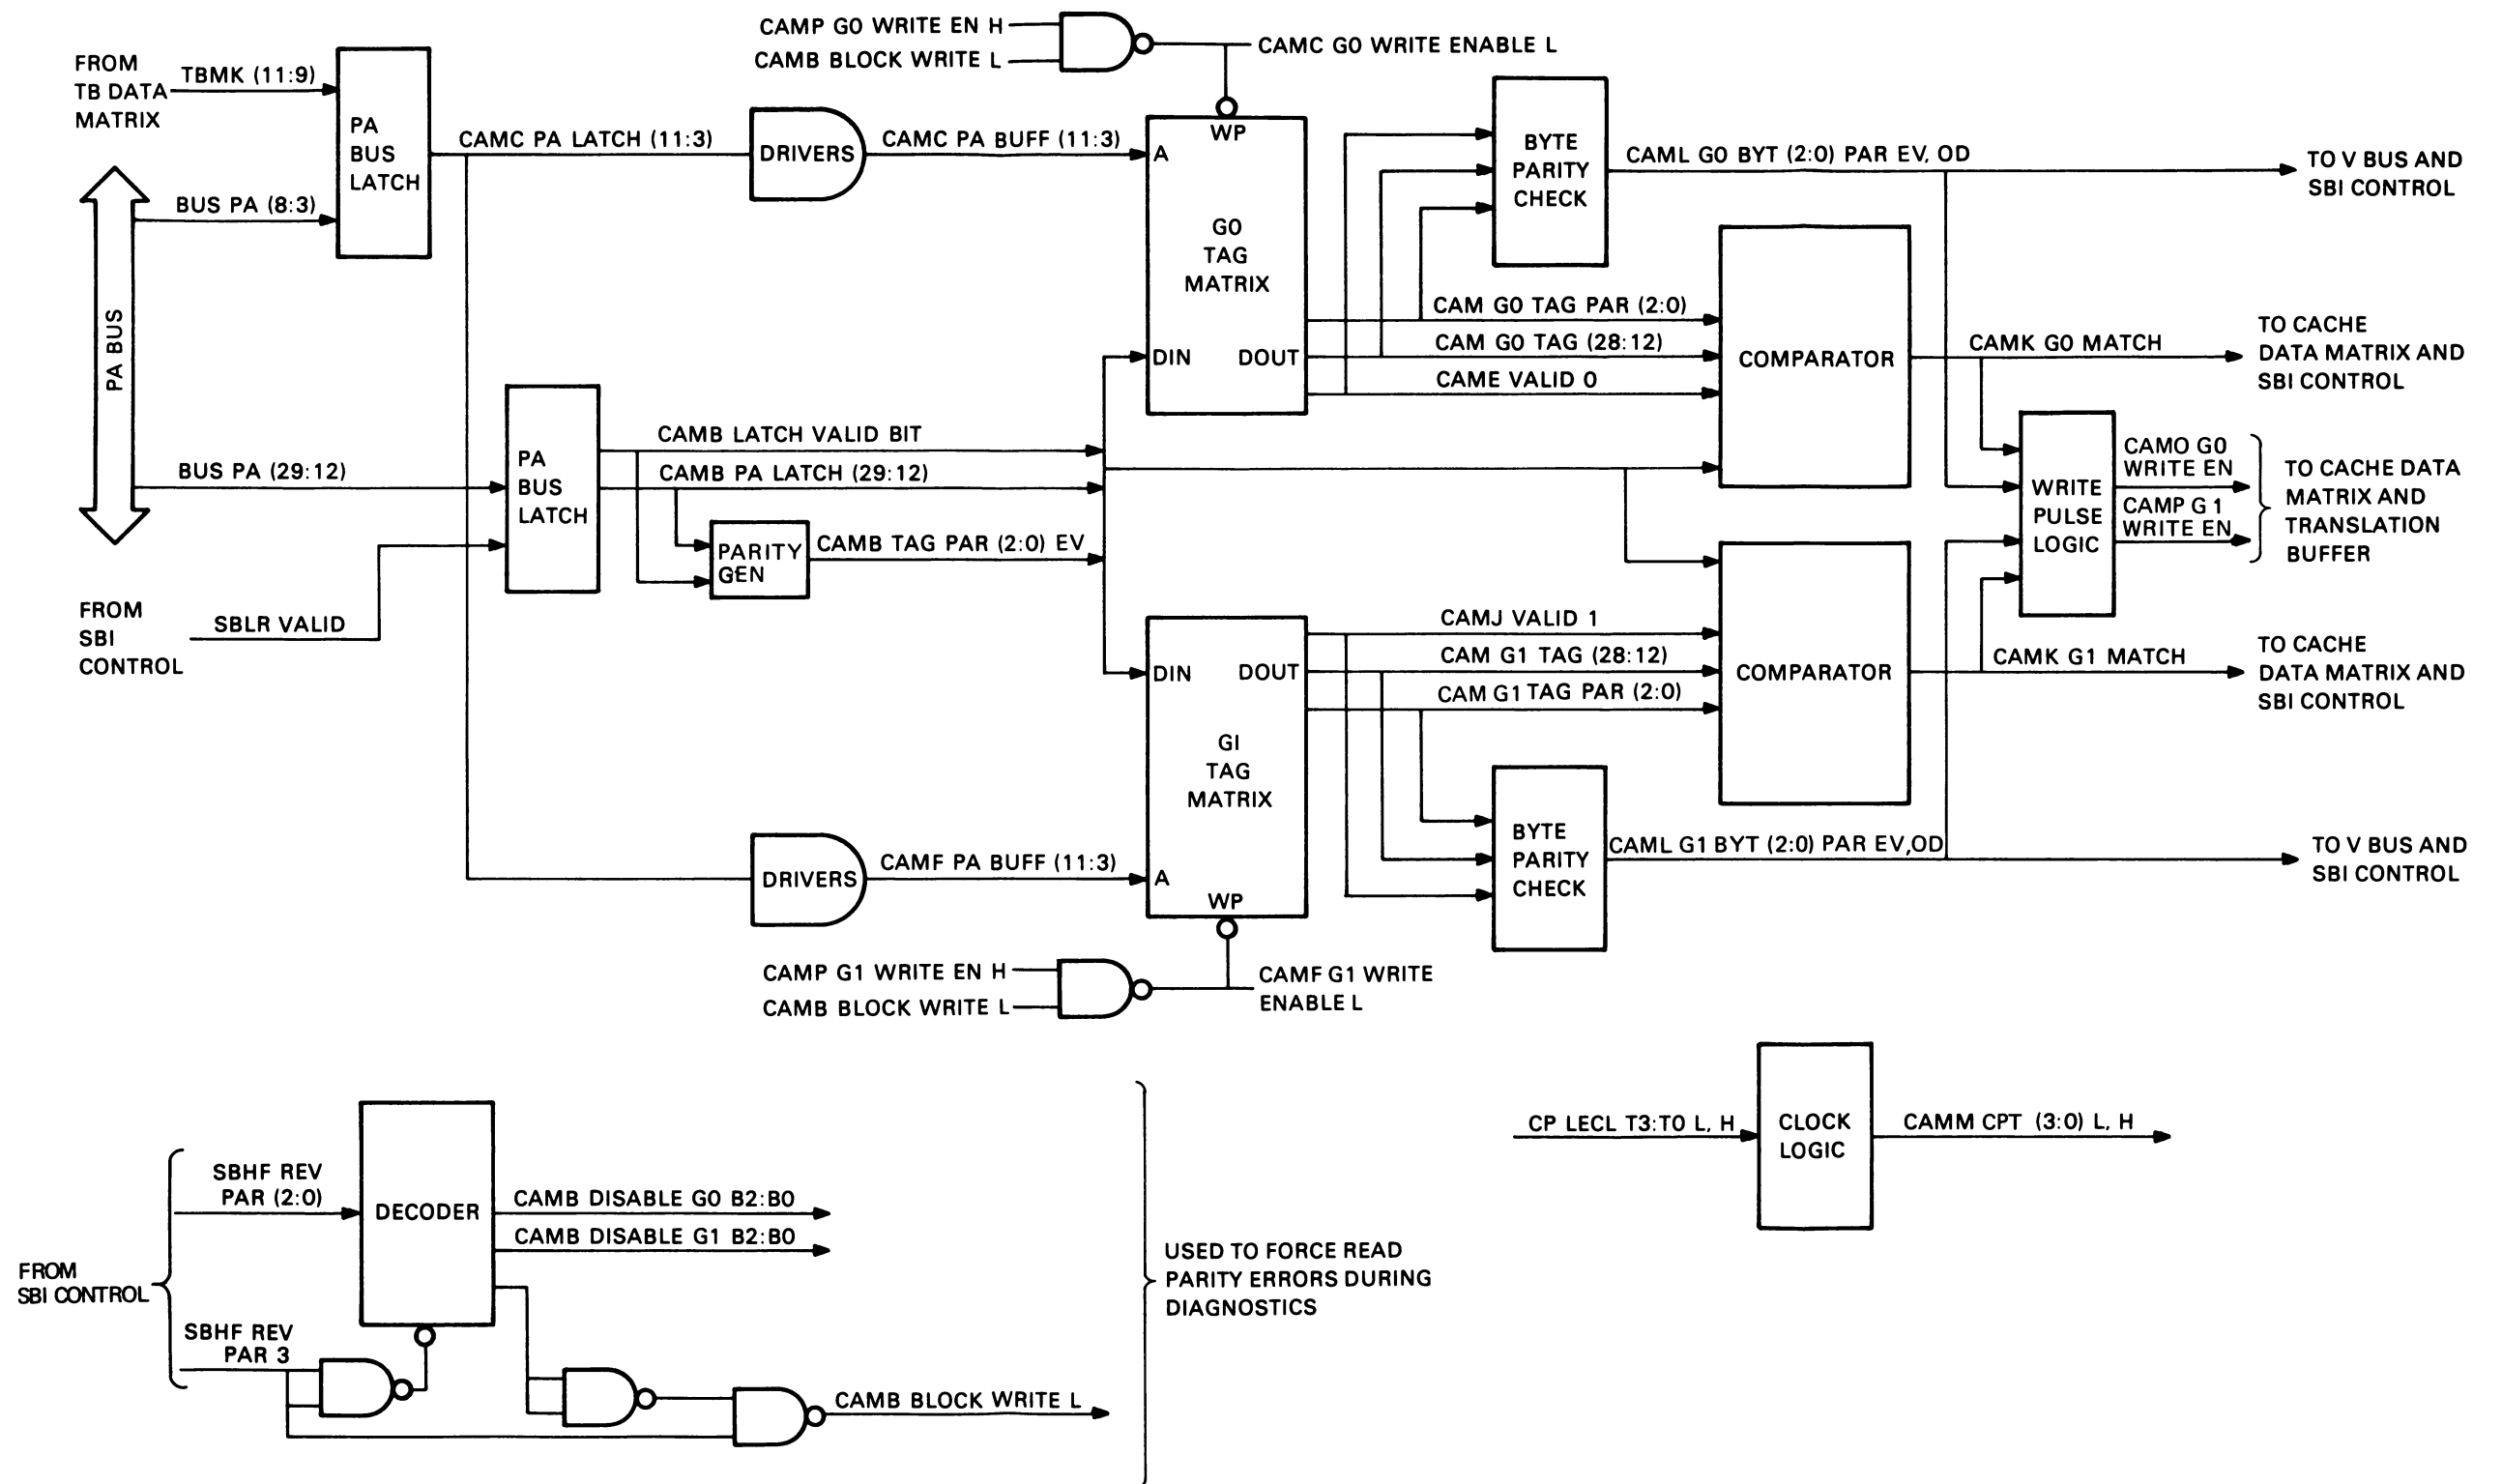 CAMP G0 WRITE EN H
CAMB BLOCK WRITE L
CAMC G0 WRITE ENABLE L
FROM
TB DATA
MATRIX
TBMK (11:9)
PA
BUS
LATCH
BUS PA (8:3)
PA BUS
CAMC PA LATCH (11:3)
DRIVERS
CAMC PA BUFF (11:3)
WP
A
G0
TAG
MATRIX
DIN
DOUT
BYTE
PARITY
CHECK
CAML G0 BYT (2:0) PAR EV, OD
TO V BUS AND
SBI CONTROL
CAM G0 TAG PAR (2:0)
CAM G0 TAG (28:12)
CAME VALID 0
COMPARATOR
CAMK G0 MATCH
TO CACHE
DATA MATRIX AND
SBI CONTROL
BUS PA (29:12)
PA
BUS
LATCH
CAMB LATCH VALID BIT
CAMB PA LATCH (29:12)
PARITY
GEN
CAMB TAG PAR (2:0) EV
WRITE
PULSE
LOGIC
CAMO G0
WRITE EN
CAMP G 1
WRITE EN
TO CACHE DATA
MATRIX AND
TRANSLATION
BUFFER
FROM
SBI
CONTROL
SBLR VALID
DIN
DOUT
GI
TAG
MATRIX
A
WP
CAMJ VALID 1
CAM G1 TAG (28:12)
CAM G1 TAG PAR (2:0)
COMPARATOR
CAMK G1 MATCH
TO CACHE
DATA MATRIX AND
SBI CONTROL
DRIVERS
CAMF PA BUFF (11:3)
BYTE
PARITY
CHECK
CAML G1 BYT (2:0) PAR EV,OD
TO V BUS AND
SBI CONTROL
CAMP G1 WRITE EN H
CAMB BLOCK WRITE L
CAMF G1 WRITE
ENABLE L
CP LECL T3:T0 L, H
CLOCK
LOGIC
CAMM CPT (3:0) L, H
FROM
SBI CONTROL
SBHF REV
PAR (2:0)
DECODER
CAMB DISABLE G0 B2:B0
CAMB DISABLE G1 B2:B0
SBHF REV
PAR 3
CAMB BLOCK WRITE L
USED TO FORCE READ
PARITY ERRORS DURING
DIAGNOSTICS